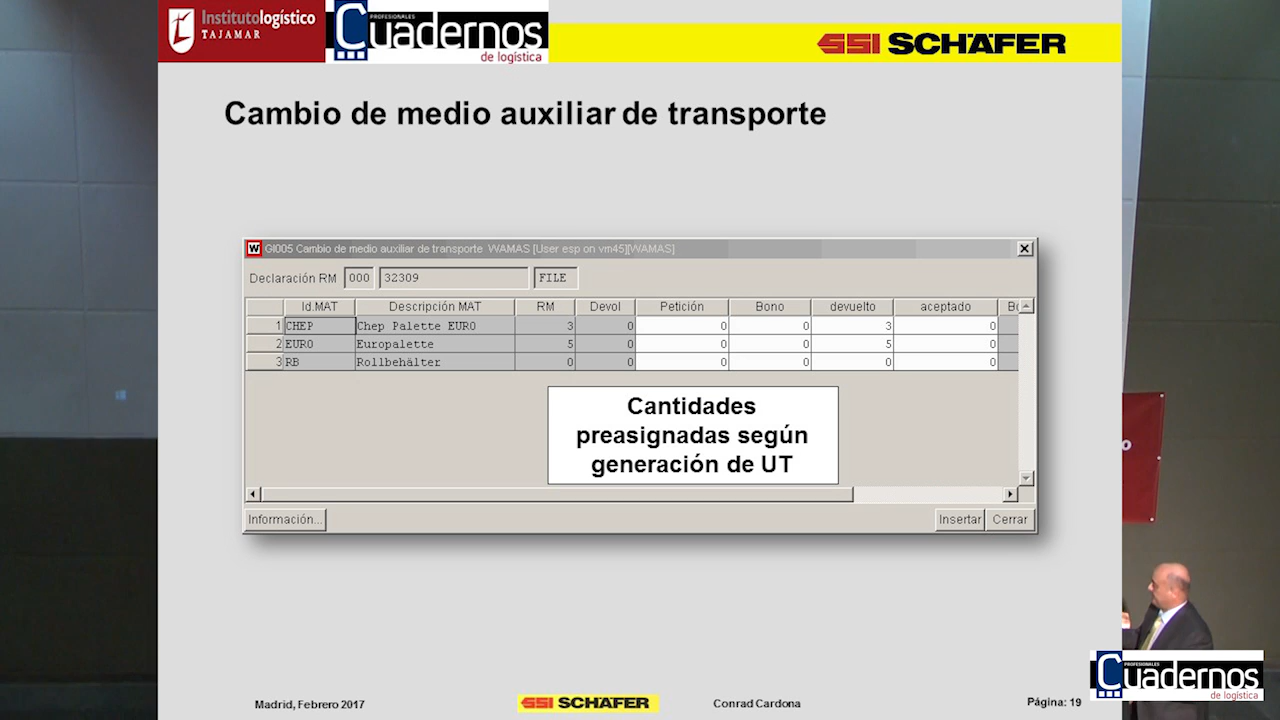 Institutologístico
TAJAMAR
PROFESIONALES
Cuadernos
de logística
SSI SCHÄFER
Cambio de medio auxiliar de transporte
W GI005 Cambio de medio auxiliar de transporte WAMAS [User esp on vm45][WAMAS]
Declaración RM 000 32309 FILE
Id.MAT Descripción MAT RM Devol Petición Bono devuelto aceptado
1 CHEP Chep Palette EURO 3 0 0 0 3 0
2 EURO Europalette 5 0 0 0 5 0
3 RB Rollbehälter 0 0 0 0 0 0
Cantidades
preasignadas según
generación de UT
Información... Insertar Cerrar
PROFESIONALES
Cuadernos
de logística
Madrid, Febrero 2017 SSI SCHÄFER Conrad Cardona Página: 19